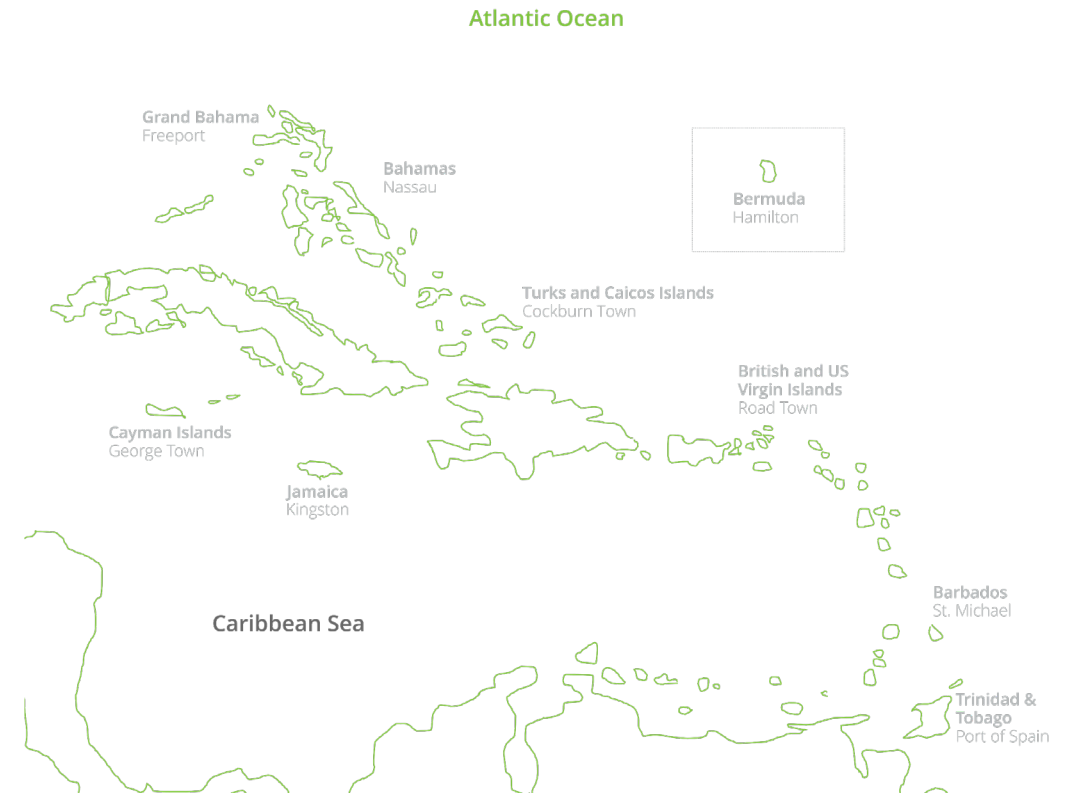 Atlantic Ocean
Grand Bahama
Freeport
Bahamas
Nassau
Bermuda
Hamilton
Turks and Caicos Islands
Cockburn Town
British and US
Virgin Islands
Road Town
Cayman Islands
George Town
Jamaica
Kingston
Barbados
St. Michael
Caribbean Sea
Trinidad &
Tobago
Port of Spain